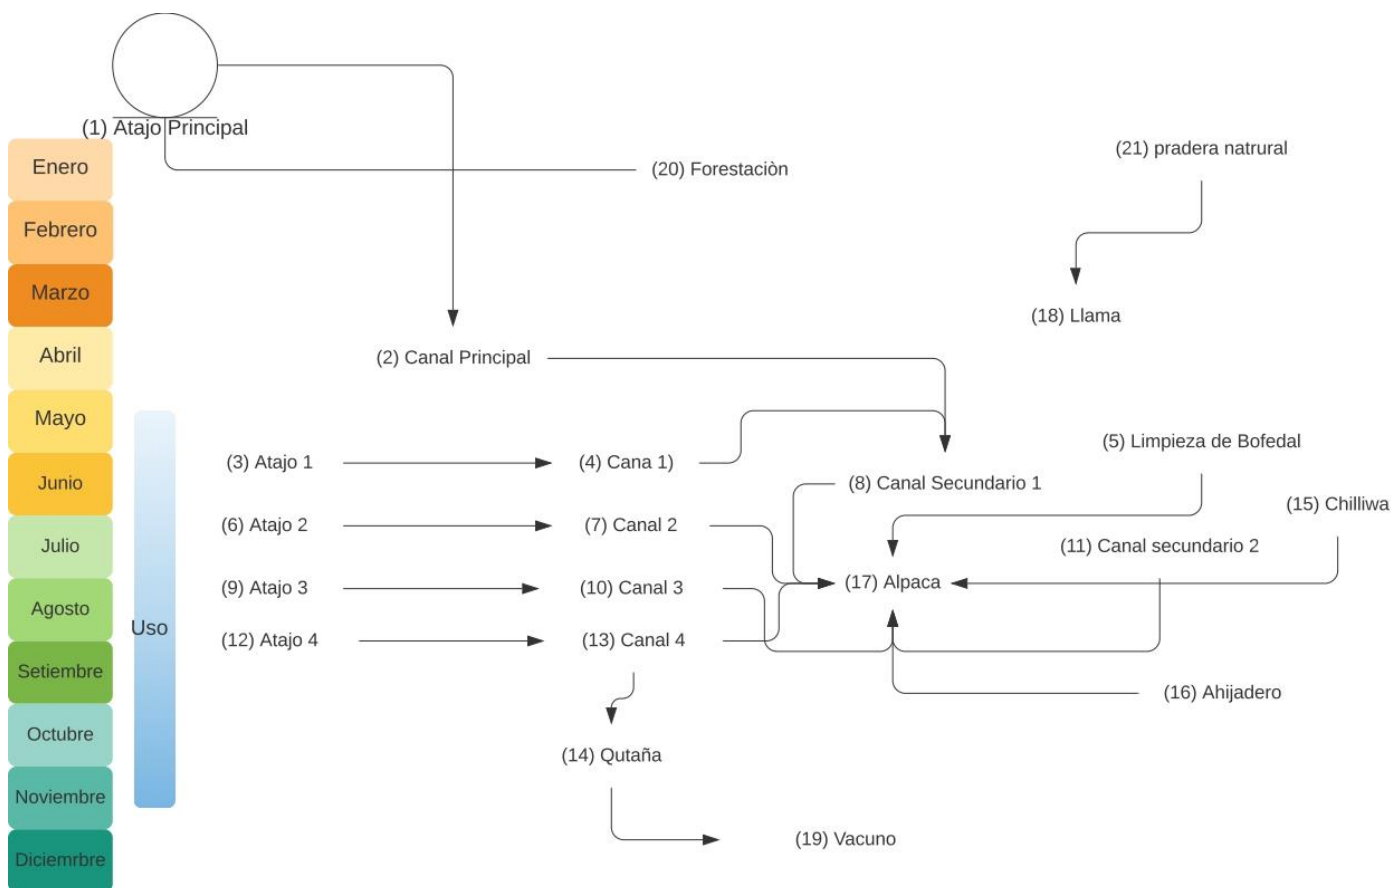 (1) Atajo Principal
Enero
Febrero
Marzo
Abril
Mayo
Junio
Julio
Agosto
Setiembre
Octubre
Noviembre
Diciemrbre
Uso
(20) Forestaciòn
(21) pradera natrural
(18) Llama
(2) Canal Principal
(3) Atajo 1
(4) Cana 1)
(5) Limpieza de Bofedal
(8) Canal Secundario 1
(15) Chilliwa
(6) Atajo 2
(7) Canal 2
(11) Canal secundario 2
(9) Atajo 3
(10) Canal 3
(17) Alpaca
(12) Atajo 4
(13) Canal 4
(16) Ahijadero
(14) Qutaña
(19) Vacuno